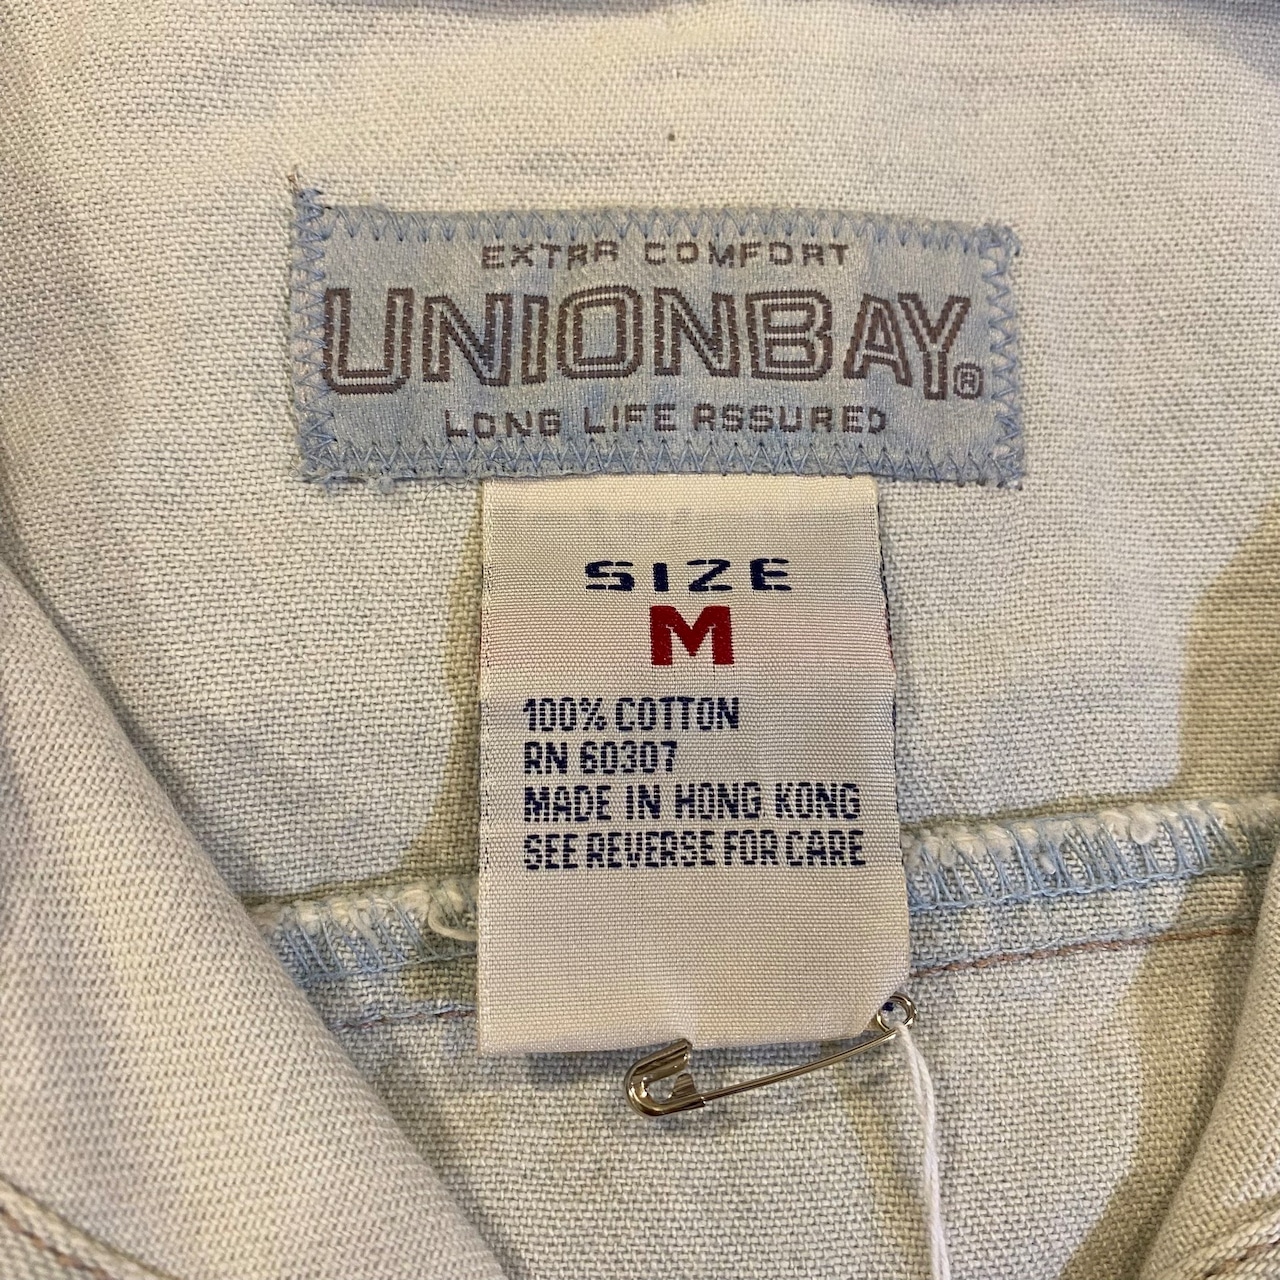 EXTRA COMFORT
UNIONBAY®
LONG LIFE ASSURED
SIZE
M
100% COTTON
RN 60307
MADE IN HONG KONG
SEE REVERSE FOR CARE